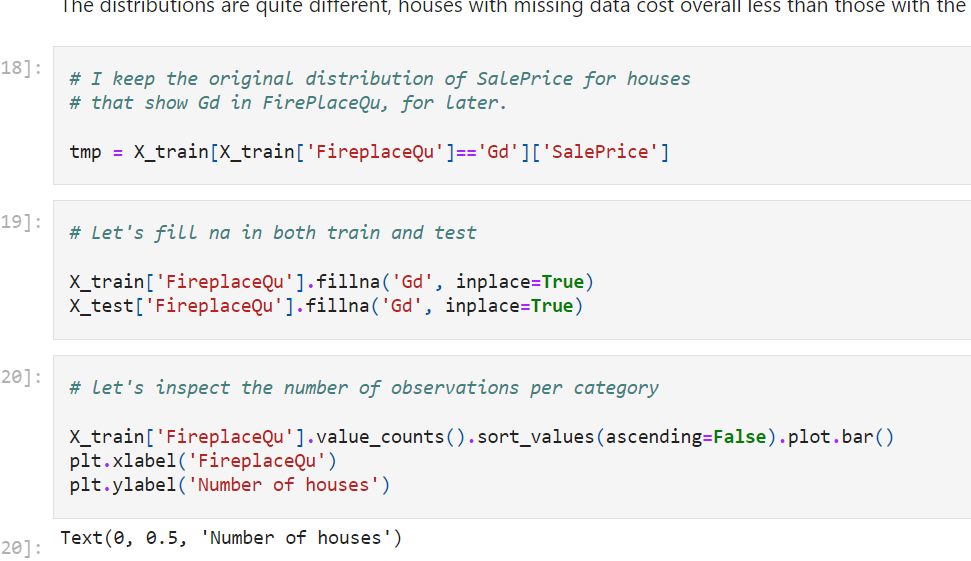 The distributions are quite different, houses with missing data cost overall less than those with the
18]:
# I keep the original distribution of SalePrice for houses
# that show Gd in FirePlaceQu, for later.
tmp = X_train[X_train['FireplaceQu']=='Gd']['SalePrice']
19]:
# Let's fill na in both train and test
X_train['FireplaceQu'].fillna('Gd', inplace=True)
X_test['FireplaceQu'].fillna('Gd', inplace=True)
20]:
# let's inspect the number of observations per category
X_train['FireplaceQu'].value_counts().sort_values(ascending=False).plot.bar()
plt.xlabel('FireplaceQu')
plt.ylabel('Number of houses')
20]:
Text(0, 0.5, 'Number of houses')